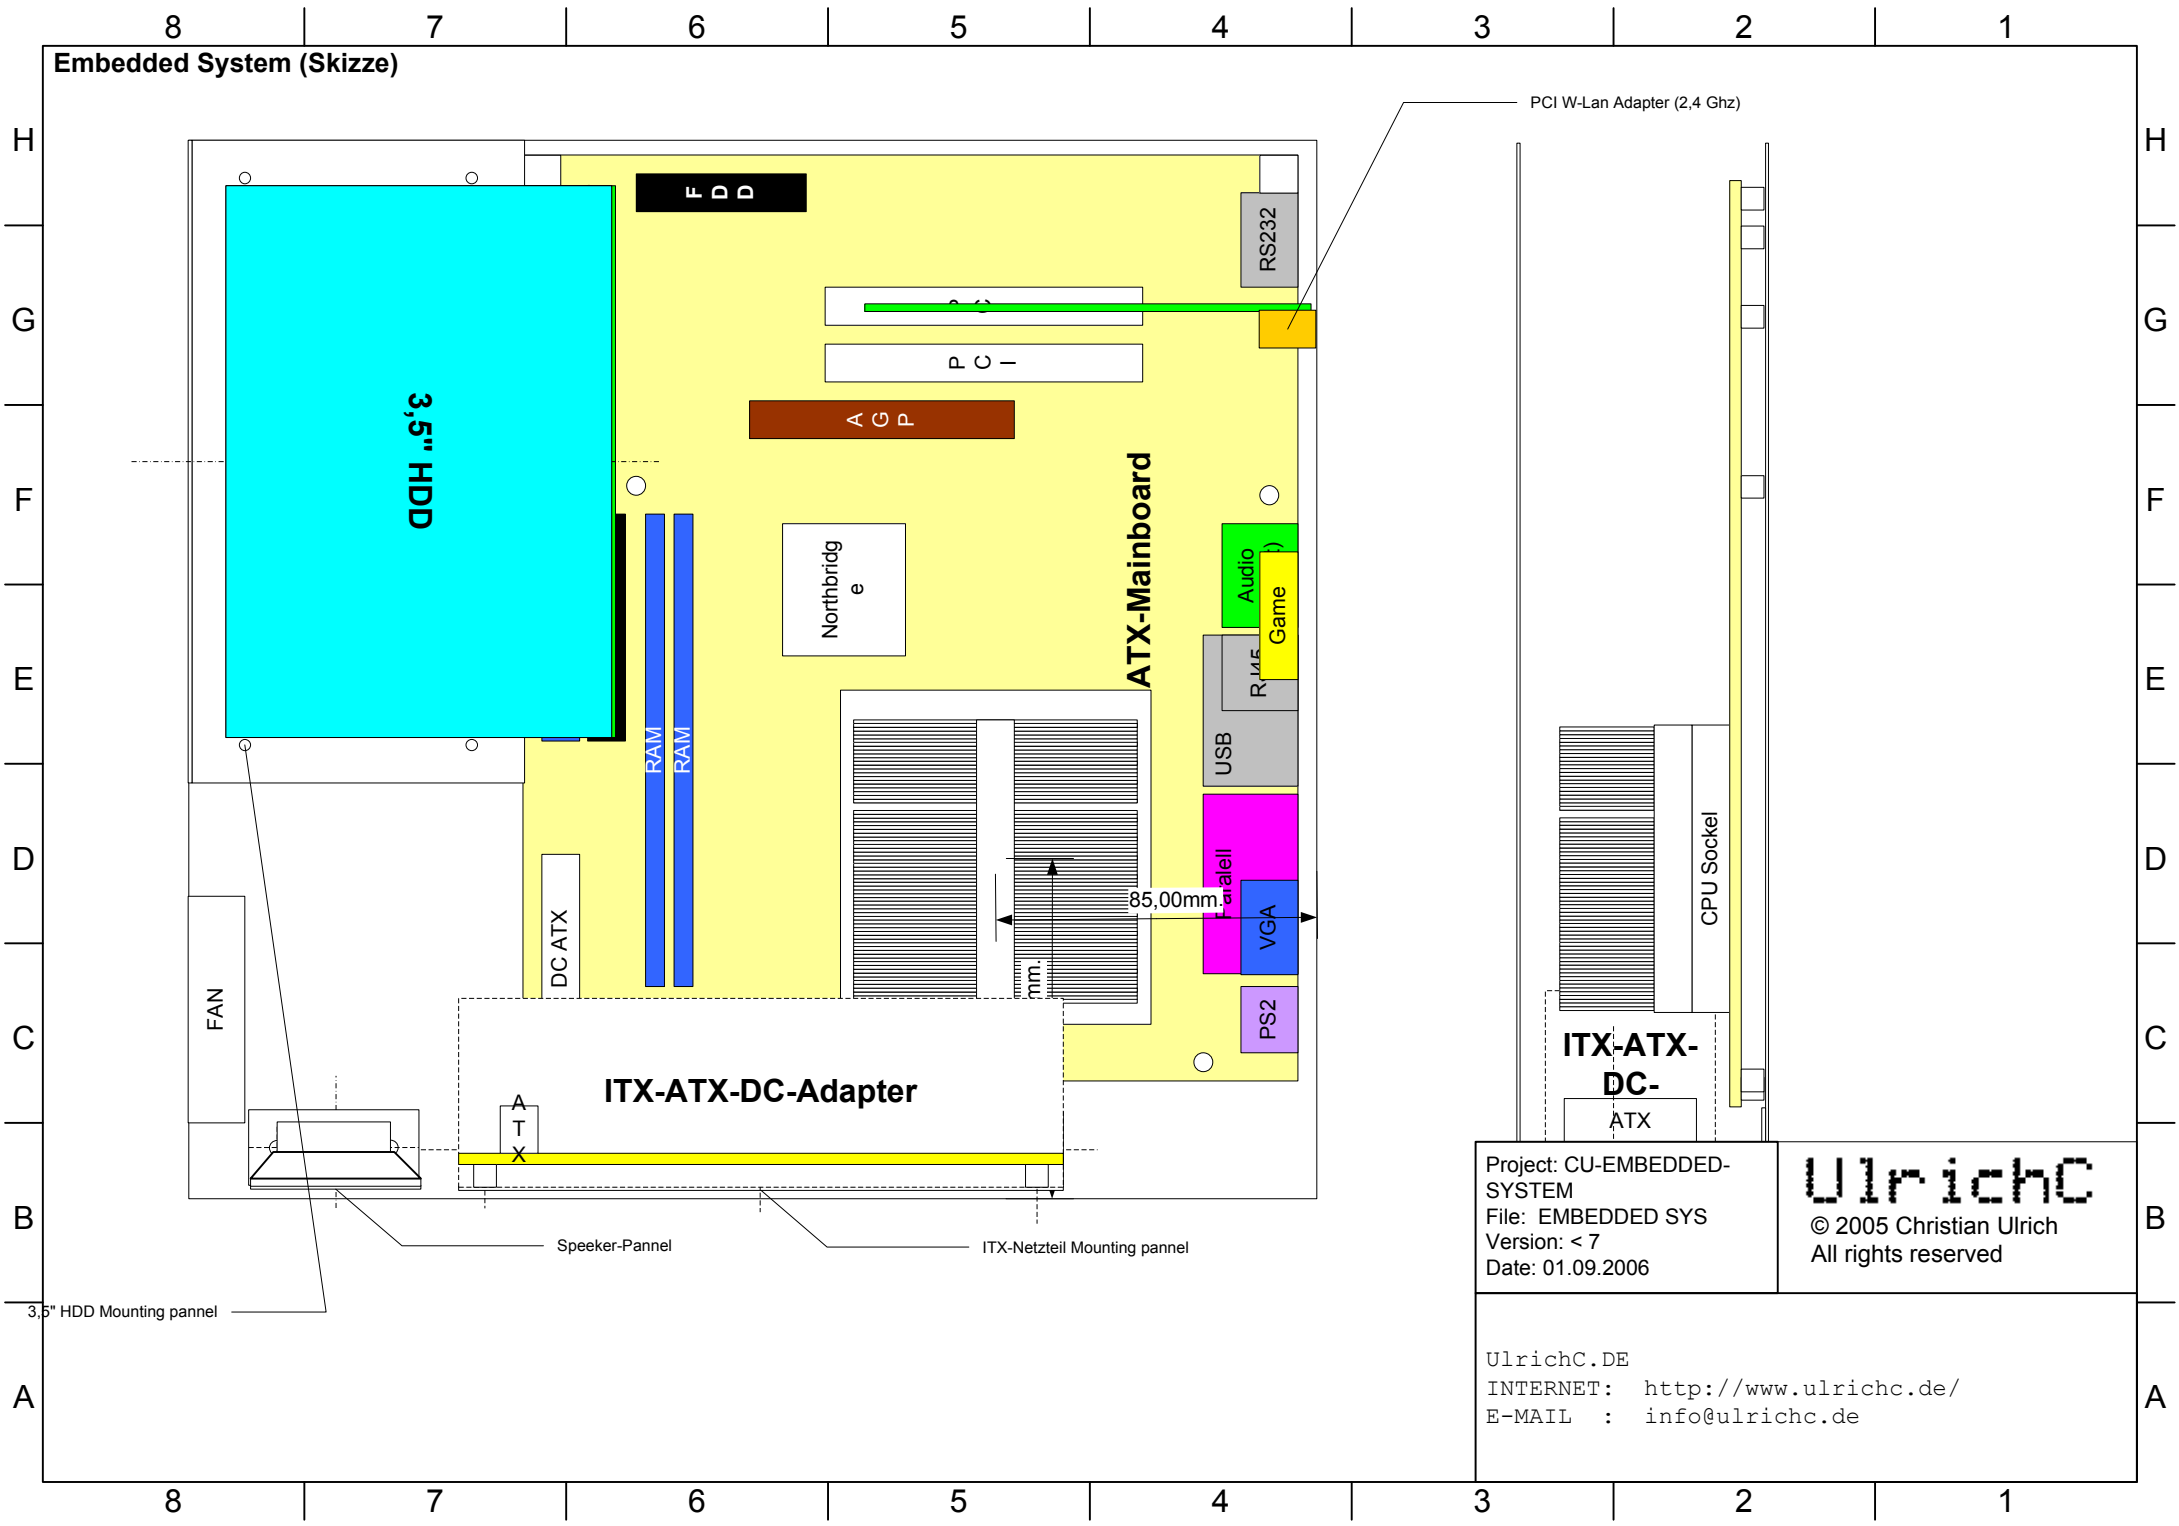 8 7 6 5 4 3 2 1
Embedded System (Skizze)
PCI W-Lan Adapter (2,4 Ghz)
H H
G G
F F
E E
D D
C C
B B
A A
FDD
RS232
PCI
AGP
3,5" HDD
ATX-Mainboard
Northbridg
e
Audio
Game
RJ45
USB
RAM
RAM
85,00mm.
VGA
mm.
PS2
DC ATX
FAN
CPU Sockel
ITX-ATX-DC-Adapter
ATX
ITX-ATX-
DC-
ATX
Speeker-Pannel
ITX-Netzteil Mounting pannel
3,5" HDD Mounting pannel
Project: CU-EMBEDDED-
SYSTEM
File: EMBEDDED SYS
Version: < 7
Date: 01.09.2006
UlrichC
© 2005 Christian Ulrich
All rights reserved
UlrichC.DE
INTERNET: http://www.ulrichc.de/
E-MAIL : info@ulrichc.de
8 7 6 5 4 3 2 1